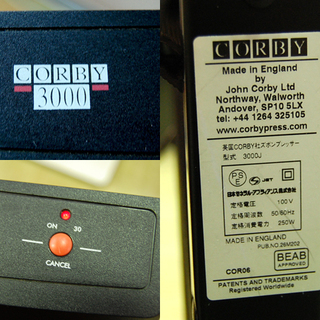 CORBY
3000
ON 30
CANCEL
CORBY
Made in England
by
John Corby Ltd
Northway, Walworth
Andover, SP10 5LX
tel: +44 1264 325105
www.corbypress.com
英国CORBY社ズボンプレッサー
型式 3000J
PS
E
JET
日本ゼネラル・アプライアンス株式会社
定格電圧 100V
定格周波数 50/60Hz
定格消費電力 250W
MADE IN ENGLAND
PUB.NO.26M202
BEAB
APPROVED
COR06
PATENTS AND TRADEMARKS
Registered Worldwide